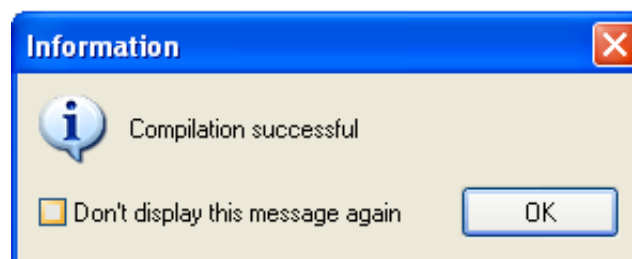 Information
Compilation successful
Don't display this message again
OK